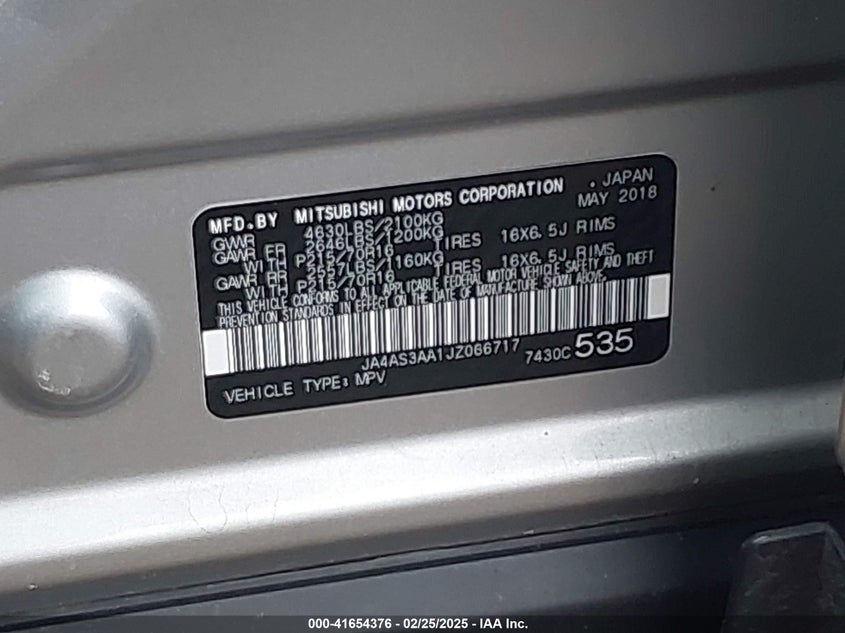 MFD.BY MITSUBISHI MOTORS CORPORATION . JAPAN
MAY 2018
GVWR 4630LBS/2100KG
GAWR FR 2646LBS/1200KG
WITH P215/70R16 TIRES 16X6.5J RIMS
GAWR RR 2557LBS/1160KG
WITH P215/70R16 TIRES 16X6.5J RIMS
THIS VEHICLE CONFORMS TO ALL APPLICABLE FEDERAL MOTOR VEHICLE SAFETY AND THEFT
PREVENTION STANDARDS IN EFFECT ON THE DATE OF MANUFACTURE SHOWN ABOVE.
JA4AS3AA1JZ066717
7430C 535
VEHICLE TYPE: MPV
000-41654376 - 02/25/2025 - IAA Inc.